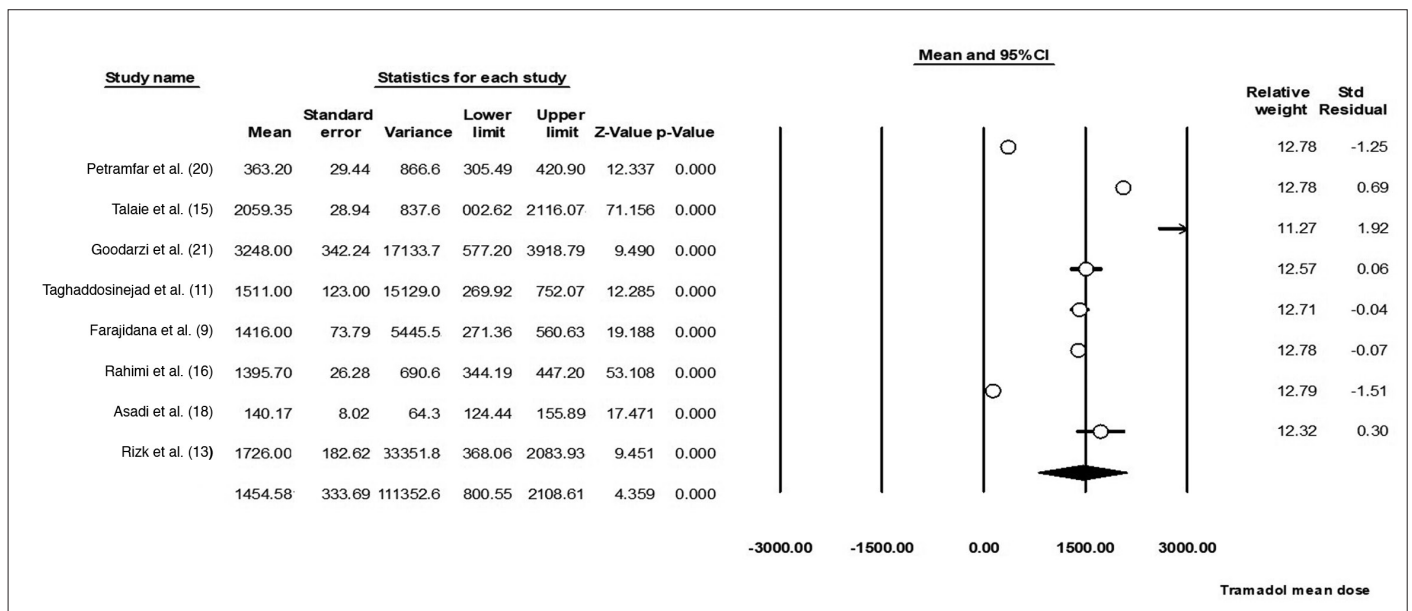 Mean and 95%CI
Study name Statistics for each study
Relative Std
weight Residual
Standard Lower Upper
Mean error Variance limit limit Z-Value p-Value
12.78 -1.25
Petramfar et al. (20) 363.20 29.44 866.6 305.49 420.90 12.337 0.000
12.78 0.69
Talaie et al. (15) 2059.35 28.94 837.6 002.62 2116.07 71.156 0.000
11.27 1.92
Goodarzi et al. (21) 3248.00 342.24 17133.7 577.20 3918.79 9.490 0.000
12.57 0.06
Taghaddosinejad et al. (11) 1511.00 123.00 15129.0 269.92 752.07 12.285 0.000
12.71 -0.04
Farajidana et al. (9) 1416.00 73.79 5445.5 271.36 560.63 19.188 0.000
12.78 -0.07
Rahimi et al. (16) 1395.70 26.28 690.6 344.19 447.20 53.108 0.000
12.79 -1.51
Asadi et al. (18) 140.17 8.02 64.3 124.44 155.89 17.471 0.000
12.32 0.30
Rizk et al. (13) 1726.00 182.62 33351.8 368.06 2083.93 9.451 0.000
1454.58 333.69 111352.6 800.55 2108.61 4.359 0.000
-3000.00 -1500.00 0.00 1500.00 3000.00
Tramadol mean dose